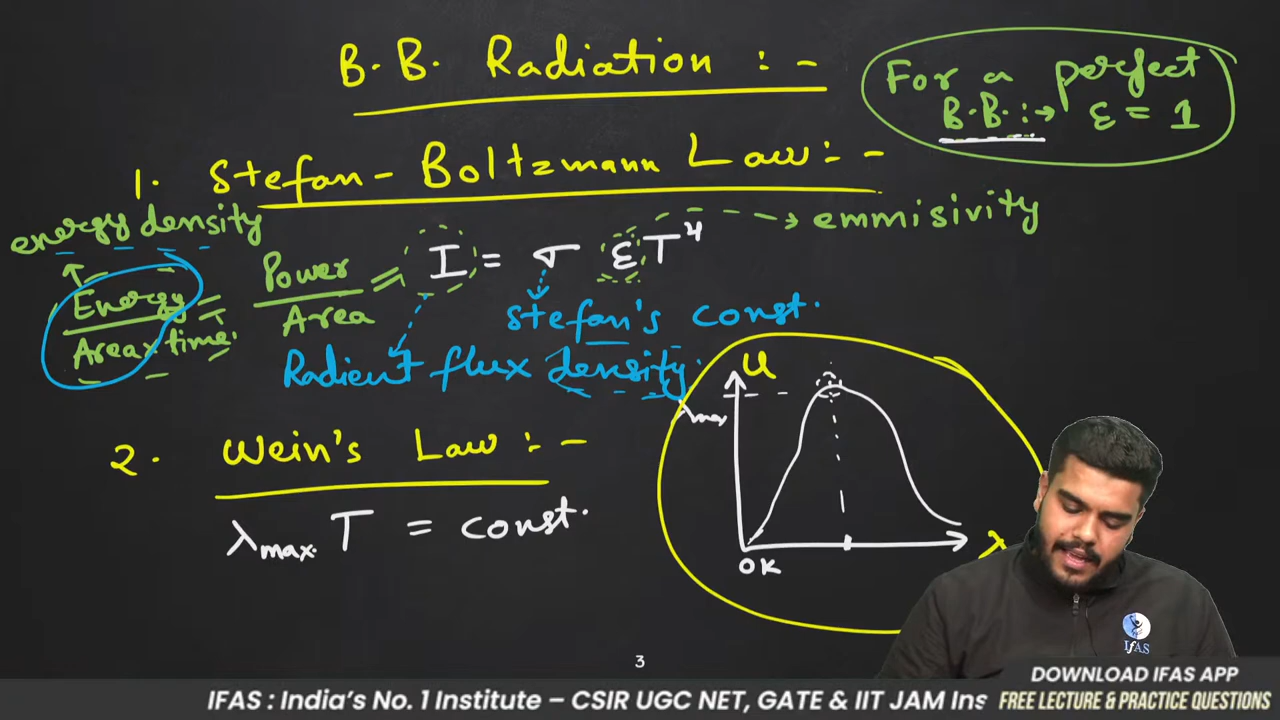 B.B. Radiation :-
For a perfect
B.B. :→ ε = 1
1. Stefan-Boltzmann Law :-
energy density
Energy / Area x time = Power / Area = I = σ ε T⁴ → emmisivity
stefan's const.
Radient flux density.
2. Wein's Law :-
λmax. T = const.
u
λmax
OK
λ
IFAS
3
DOWNLOAD IFAS APP
IFAS : India's No. 1 Institute – CSIR UGC NET, GATE & IIT JAM Ins
FREE LECTURE & PRACTICE QUESTIONS